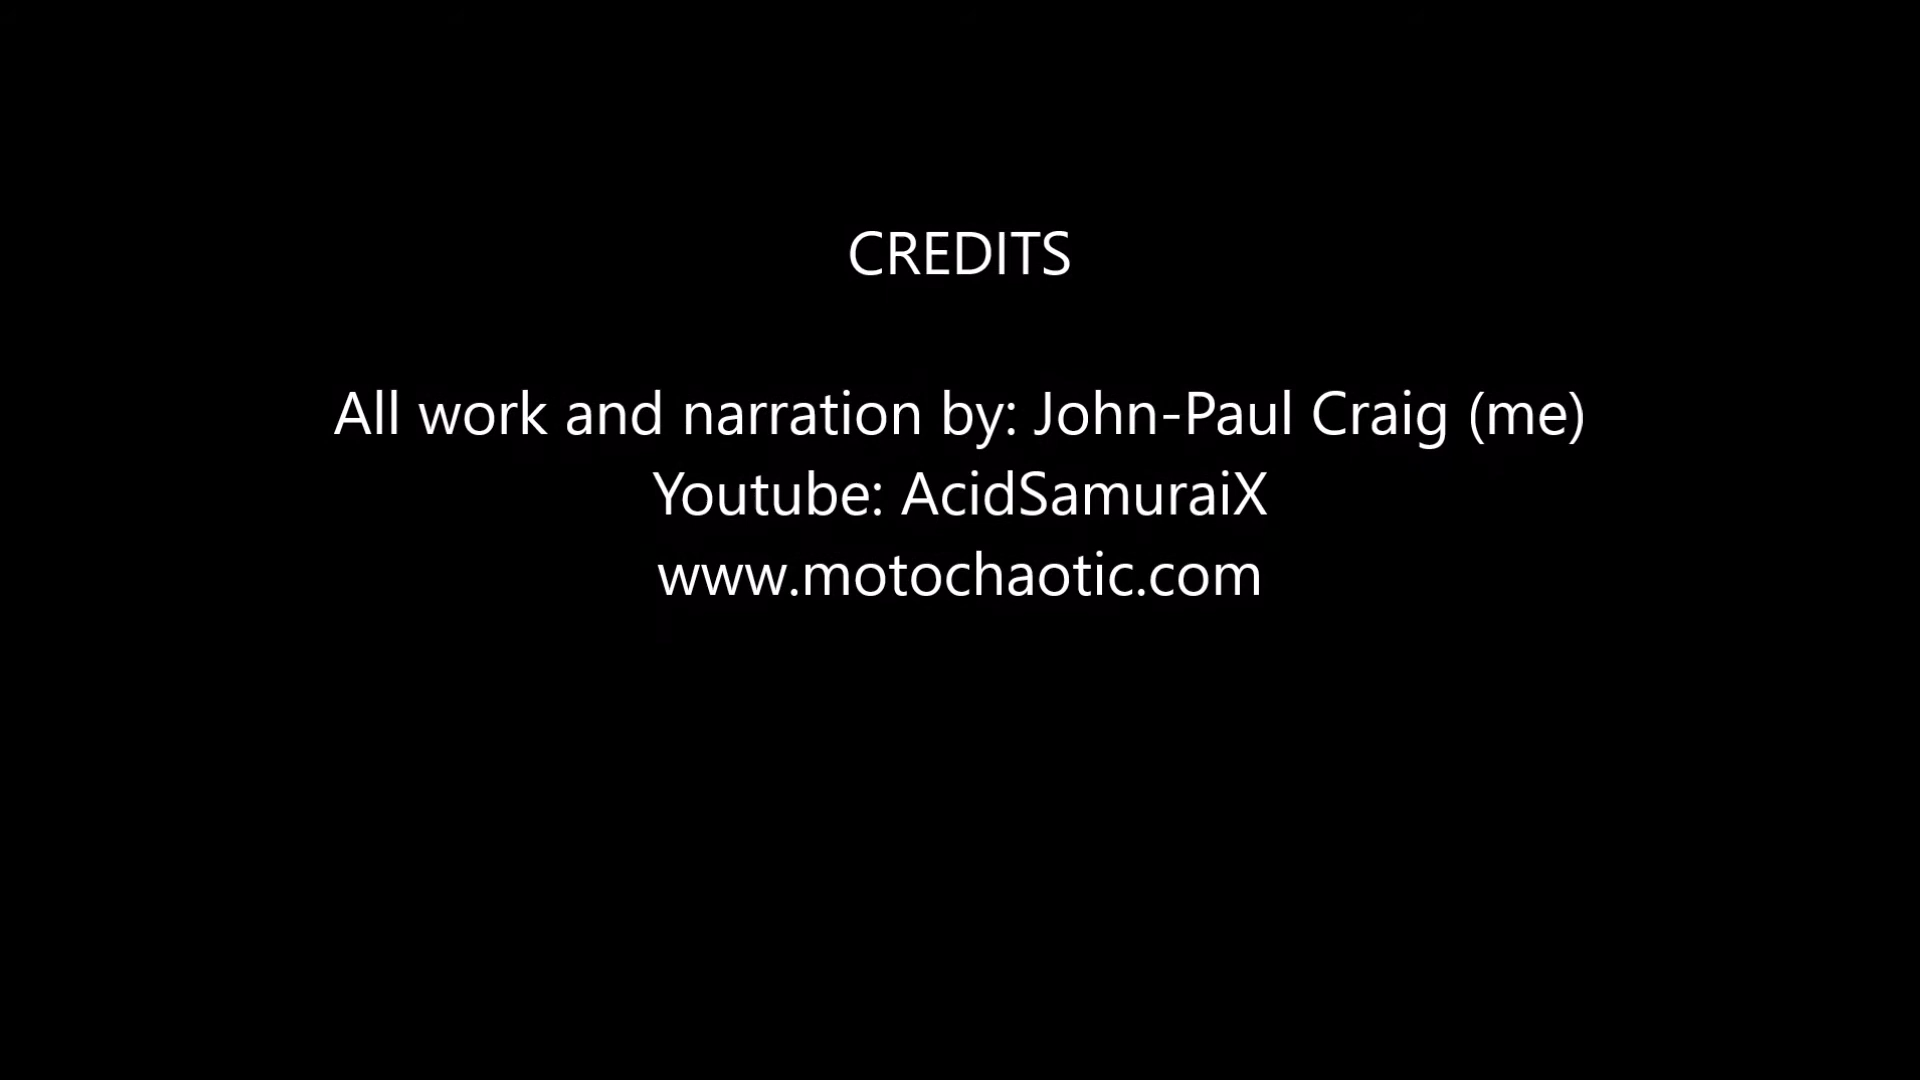 CREDITS
All work and narration by: John-Paul Craig (me)
Youtube: AcidSamuraiX
www.motochaotic.com